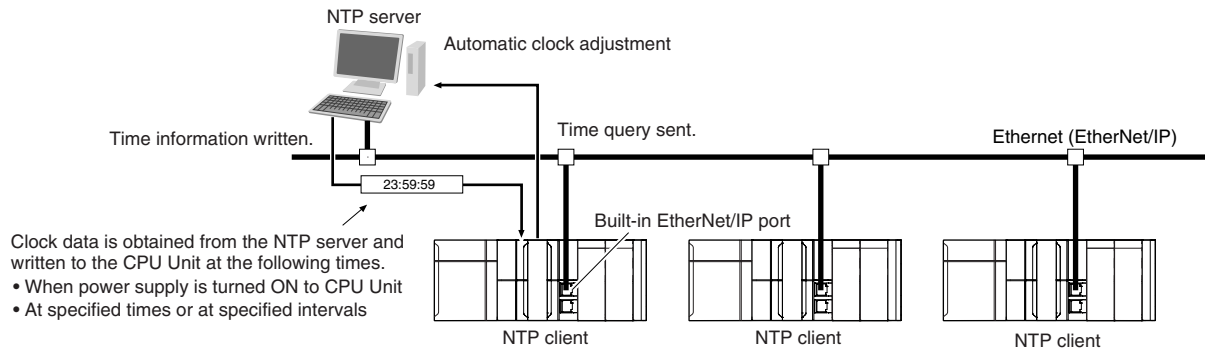 NTP server
Automatic clock adjustment
Time information written.
Time query sent.
Ethernet (EtherNet/IP)
23:59:59
Built-in EtherNet/IP port
Clock data is obtained from the NTP server and
written to the CPU Unit at the following times.
• When power supply is turned ON to CPU Unit
• At specified times or at specified intervals
NTP client
NTP client
NTP client